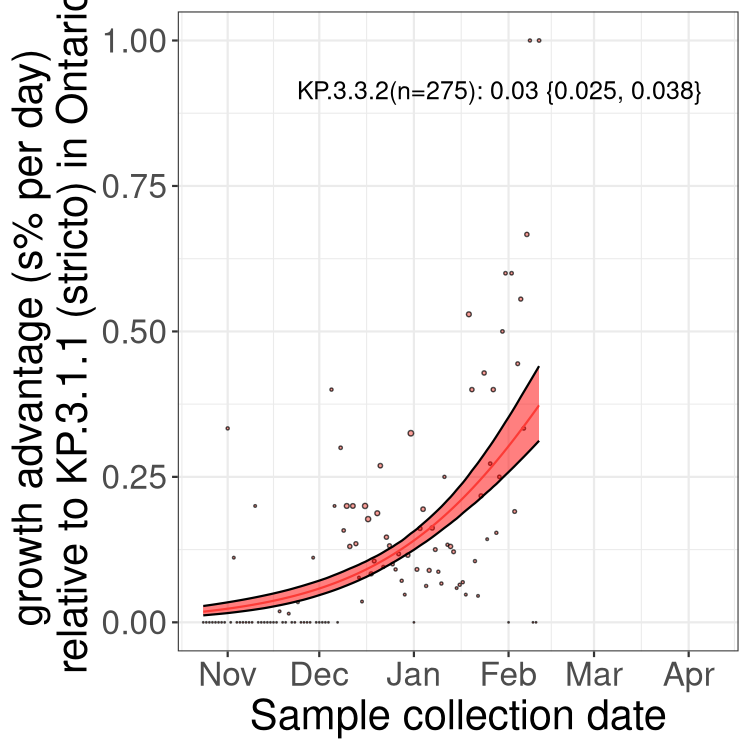 growth advantage (s% per day)
relative to KP.3.1.1 (stricto) in Ontario
1.00
KP.3.3.2(n=275): 0.03 {0.025, 0.038}
0.75
0.50
0.25
0.00
Nov Dec Jan Feb Mar Apr
Sample collection date